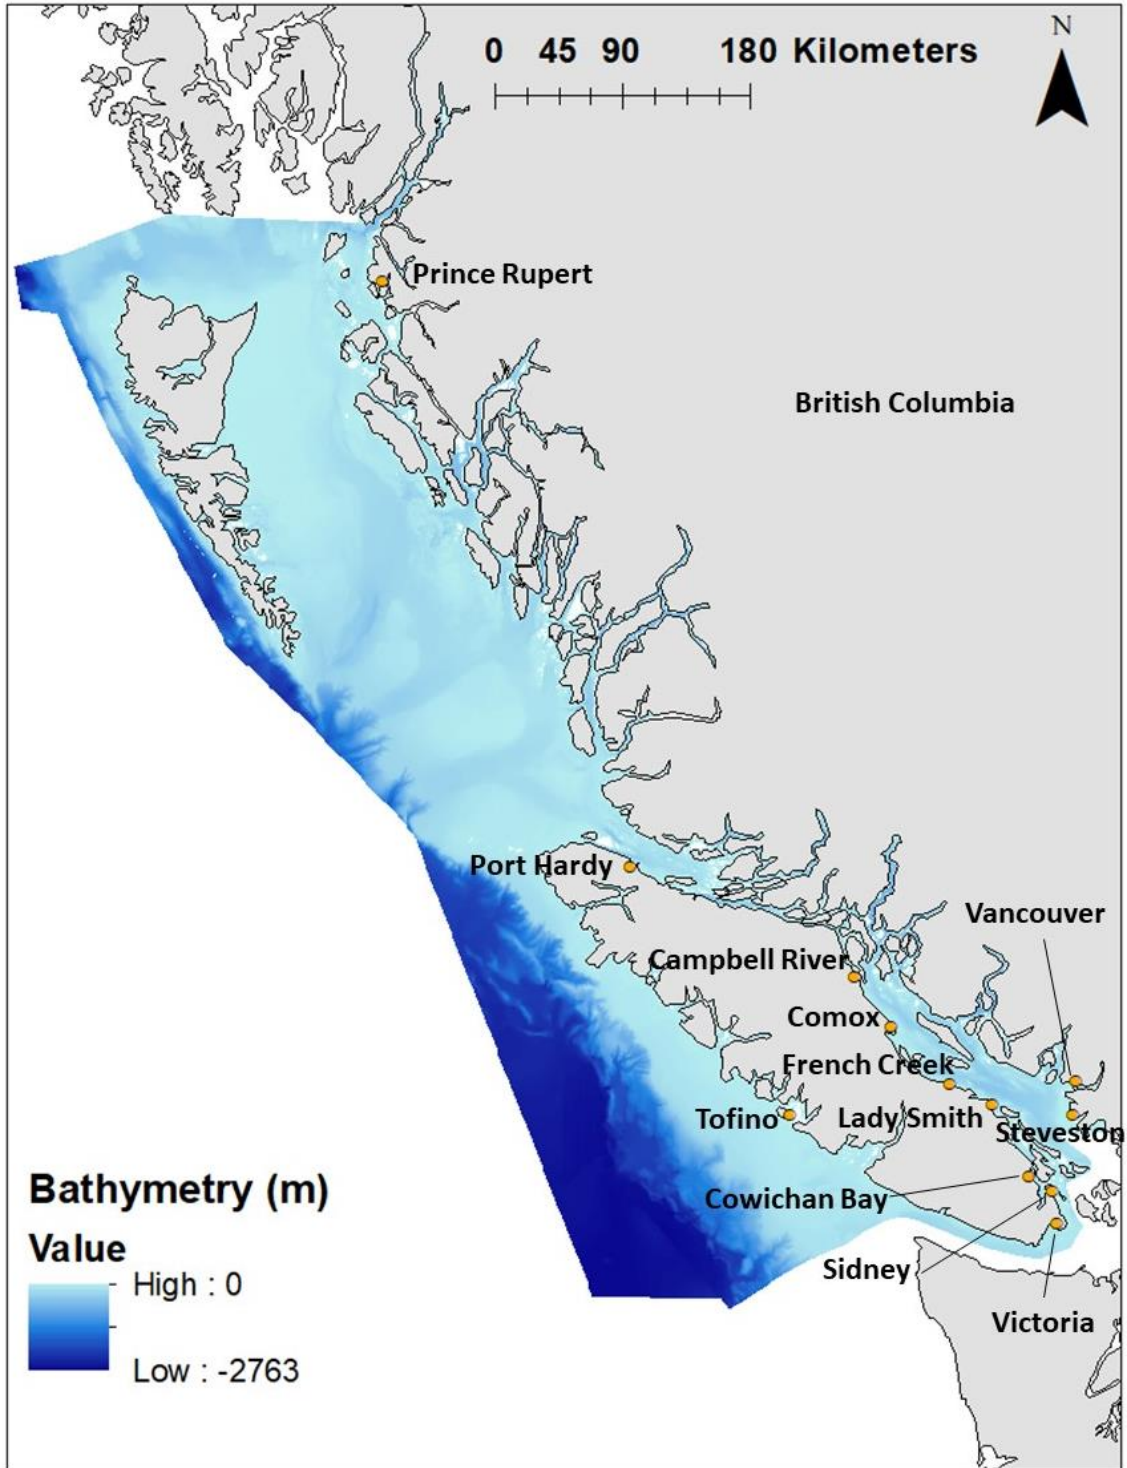 N
0 45 90 180 Kilometers
Prince Rupert
British Columbia
Port Hardy
Vancouver
Campbell River
Comox
French Creek
Tofino
Lady Smith
Steveston
Cowichan Bay
Sidney
Victoria
Bathymetry (m)
Value
High : 0
Low : -2763